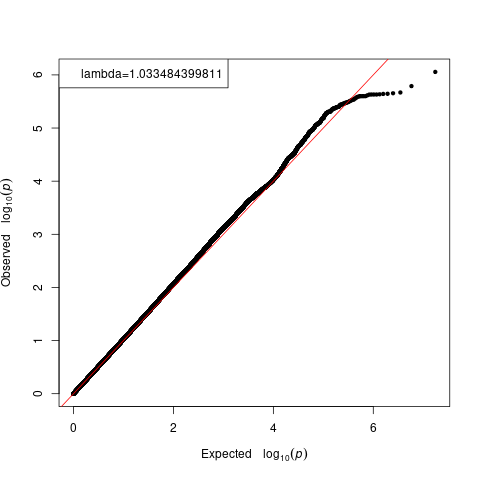 lambda=1.033484399811
6
5
4
3
2
1
0
Observed log₁₀(p)
0 2 4 6
Expected log₁₀(p)